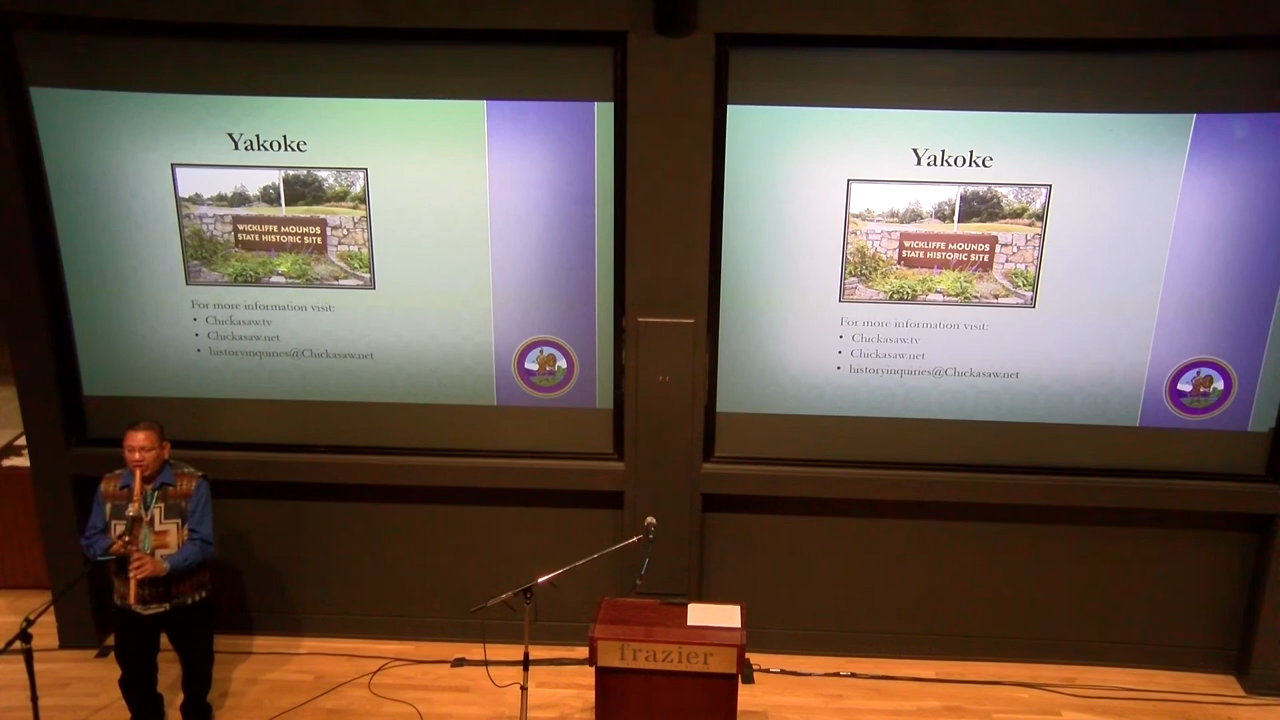 Yakoke
WICKLIFFE MOUNDS
STATE HISTORIC SITE
For more information visit:
• Chickasaw.tv
• Chickasaw.net
• historyinquiries@Chickasaw.net
Yakoke
WICKLIFFE MOUNDS
STATE HISTORIC SITE
For more information visit:
• Chickasaw.tv
• Chickasaw.net
• historyinquiries@Chickasaw.net
frazier